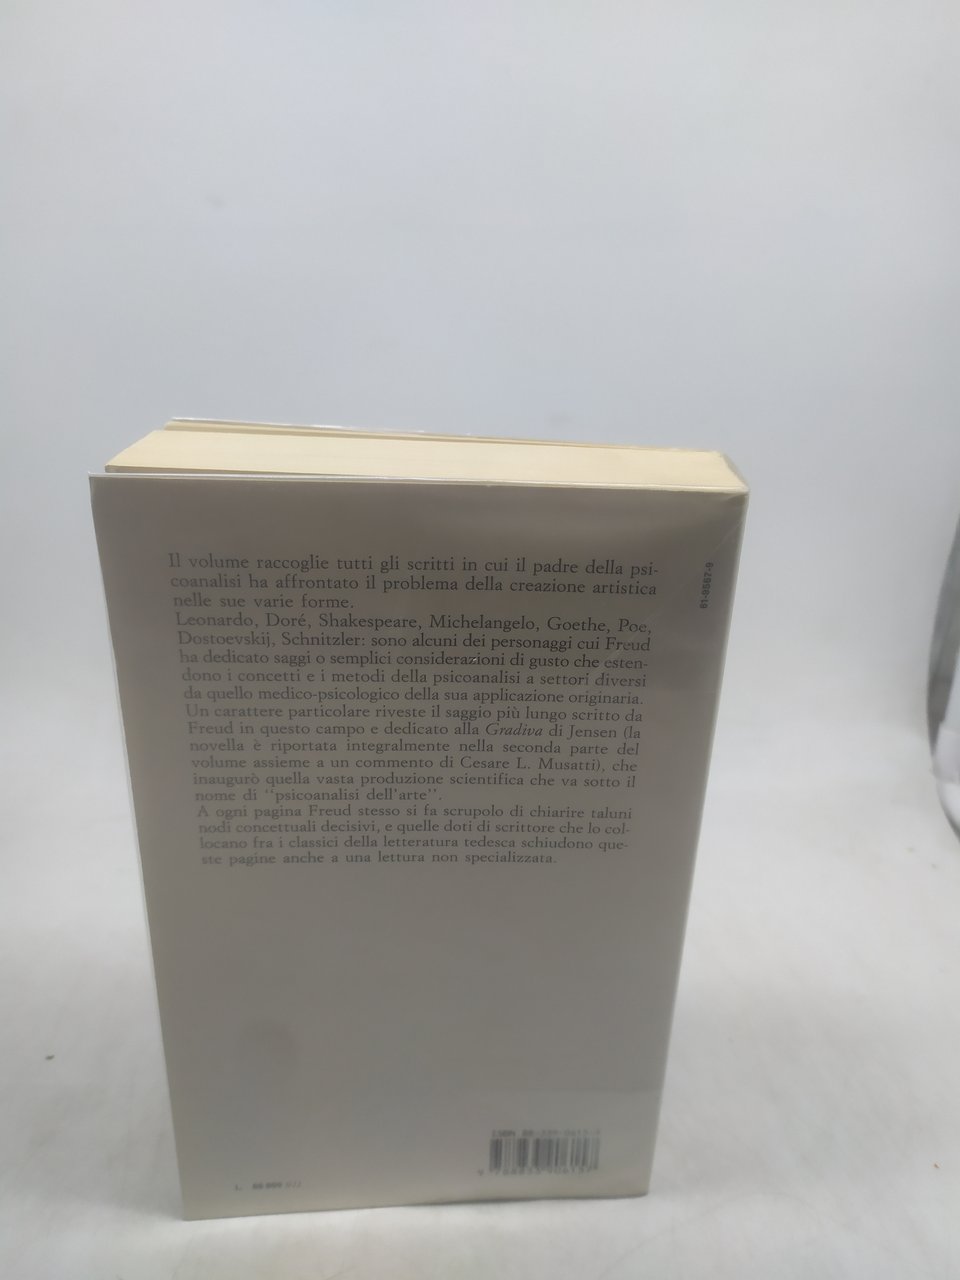 Il volume raccoglie tutti gli scritti in cui il padre della psi-
coanalisi ha affrontato il problema della creazione artistica
nelle sue varie forme.
Leonardo, Doré, Shakespeare, Michelangelo, Goethe, Poe,
Dostoevskij, Schnitzler: sono alcuni dei personaggi cui Freud
ha dedicato saggi o semplici considerazioni di gusto che esten-
dono i concetti e i metodi della psicoanalisi a settori diversi
da quello medico-psicologico della sua applicazione originaria.
Un carattere particolare riveste il saggio più lungo scritto da
Freud in questo campo e dedicato alla Gradiva di Jensen (la
novella è riportata integralmente nella seconda parte del
volume assieme a un commento di Cesare L. Musatti), che
inaugurò quella vasta produzione scientifica che va sotto il
nome di "psicoanalisi dell'arte".
A ogni pagina Freud stesso si fa scrupolo di chiarire taluni
nodi concettuali decisivi, e quelle doti di scrittore che lo col-
locano fra i classici della letteratura tedesca schiudono que-
ste pagine anche a una lettura non specializzata.
61-9567-9
ISBN
L.